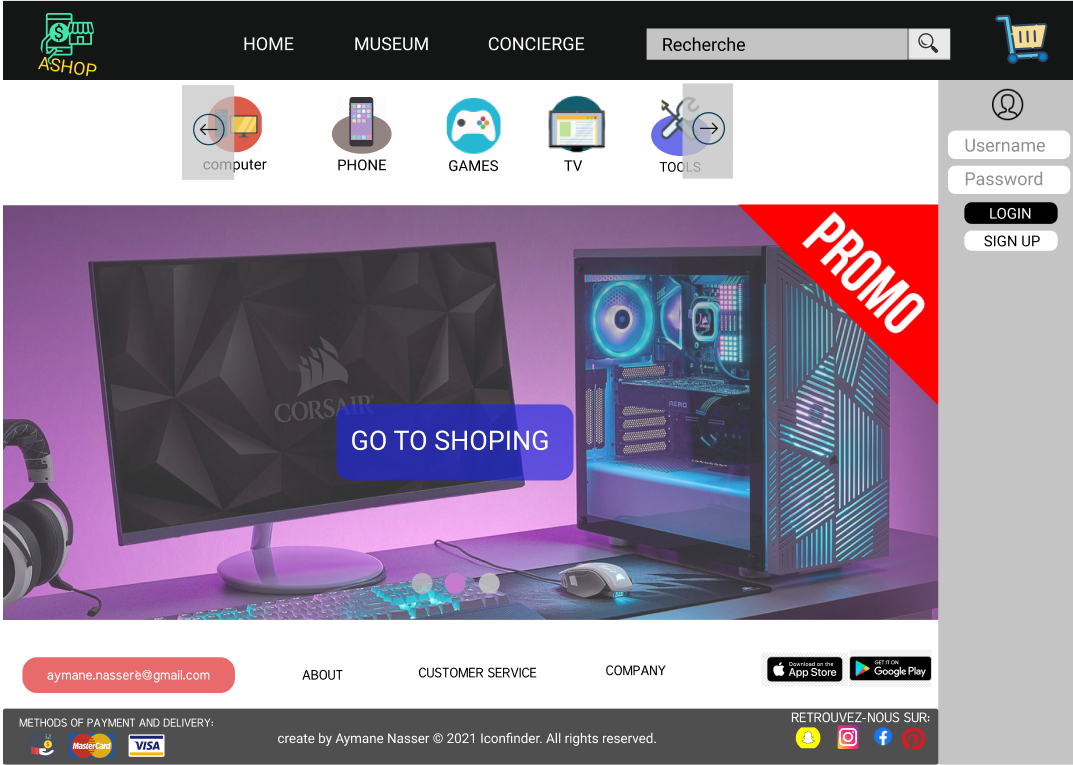 ASHOP
HOME
MUSEUM
CONCIERGE
Recherche
computer
PHONE
GAMES
TV
TOOLS
Username
Password
LOGIN
SIGN UP
PROMO
CORSAIR
AERO
GO TO SHOPING
aymane.nasserè@gmail.com
ABOUT
CUSTOMER SERVICE
COMPANY
Download on the
App Store
GET IT ON
Google Play
METHODS OF PAYMENT AND DELIVERY:
MasterCard
VISA
create by Aymane Nasser © 2021 Iconfinder. All rights reserved.
RETROUVEZ-NOUS SUR: